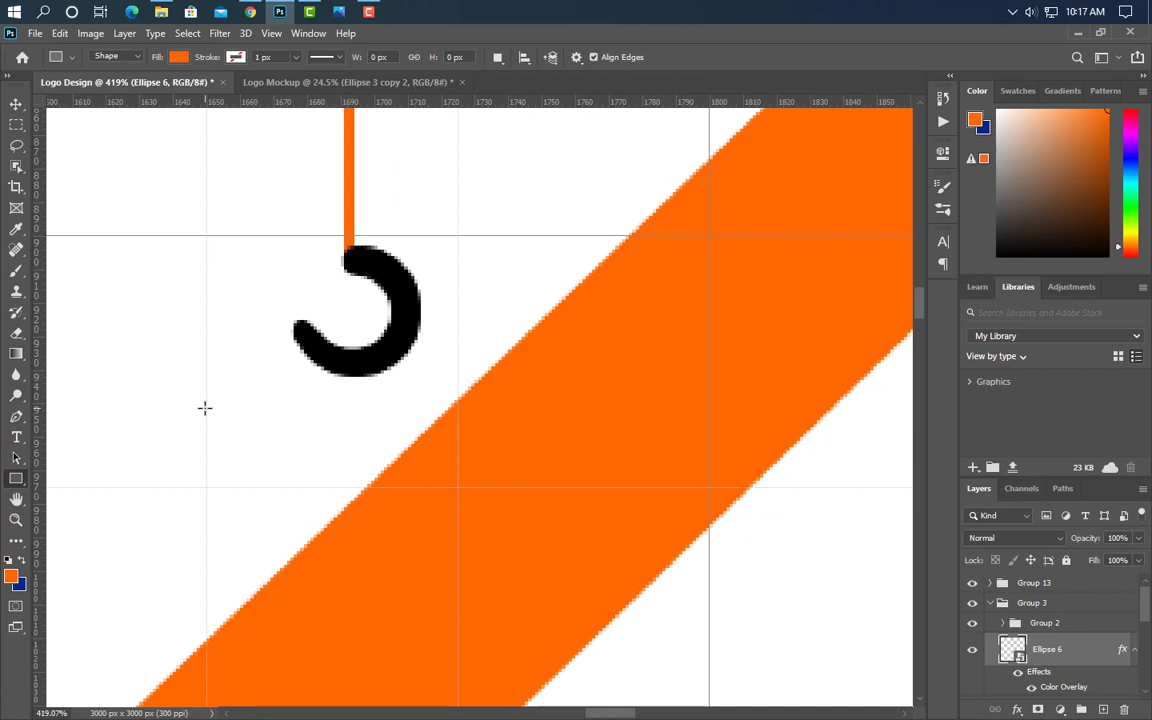 10:17 AM
Ps
File Edit Image Layer Type Select Filter 3D View Window Help
Shape Fill: Stroke: 1 px W: 0 px H: 0 px Align Edges
Logo Design @ 419% (Ellipse 6, RGB/8#) * × Logo Mockup @ 24.5% (Ellipse 3 copy 2, RGB/8#) * ×
1610 1620 1630 1640 1650 1660 1670 1680 1690 1700 1710 1720 1730 1740 1750 1760 1770 1780 1790 1800 1810 1820 1830 1840 1850
Color Swatches Gradients Patterns
Learn Libraries Adjustments
Search libraries and Adobe Stock
My Library
View by type
Graphics
23 KB
Layers Channels Paths
Kind
Normal Opacity: 100%
Lock: Fill: 100%
Group 13
Group 3
Group 2
Ellipse 6 fx
Effects
Color Overlay
419.07% 3000 px x 3000 px (300 ppi)